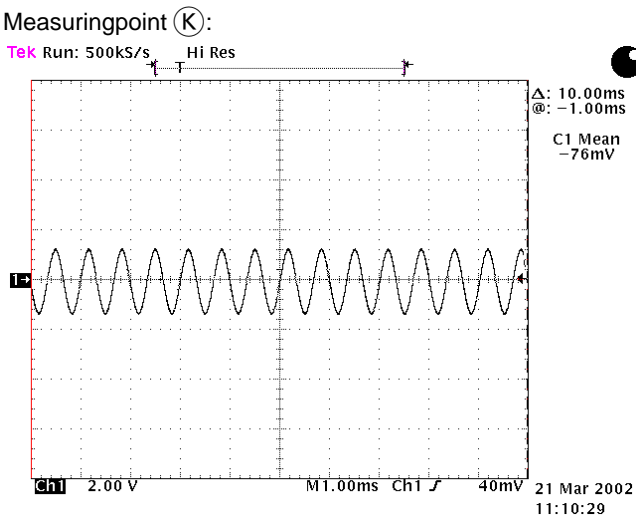 Measuringpoint K:
Tek Run: 500kS/s Hi Res
T
Δ: 10.00ms
@: −1.00ms
C1 Mean
−76mV
1→
Ch1 2.00 V M1.00ms Ch1 ʃ 40mV
21 Mar 2002
11:10:29